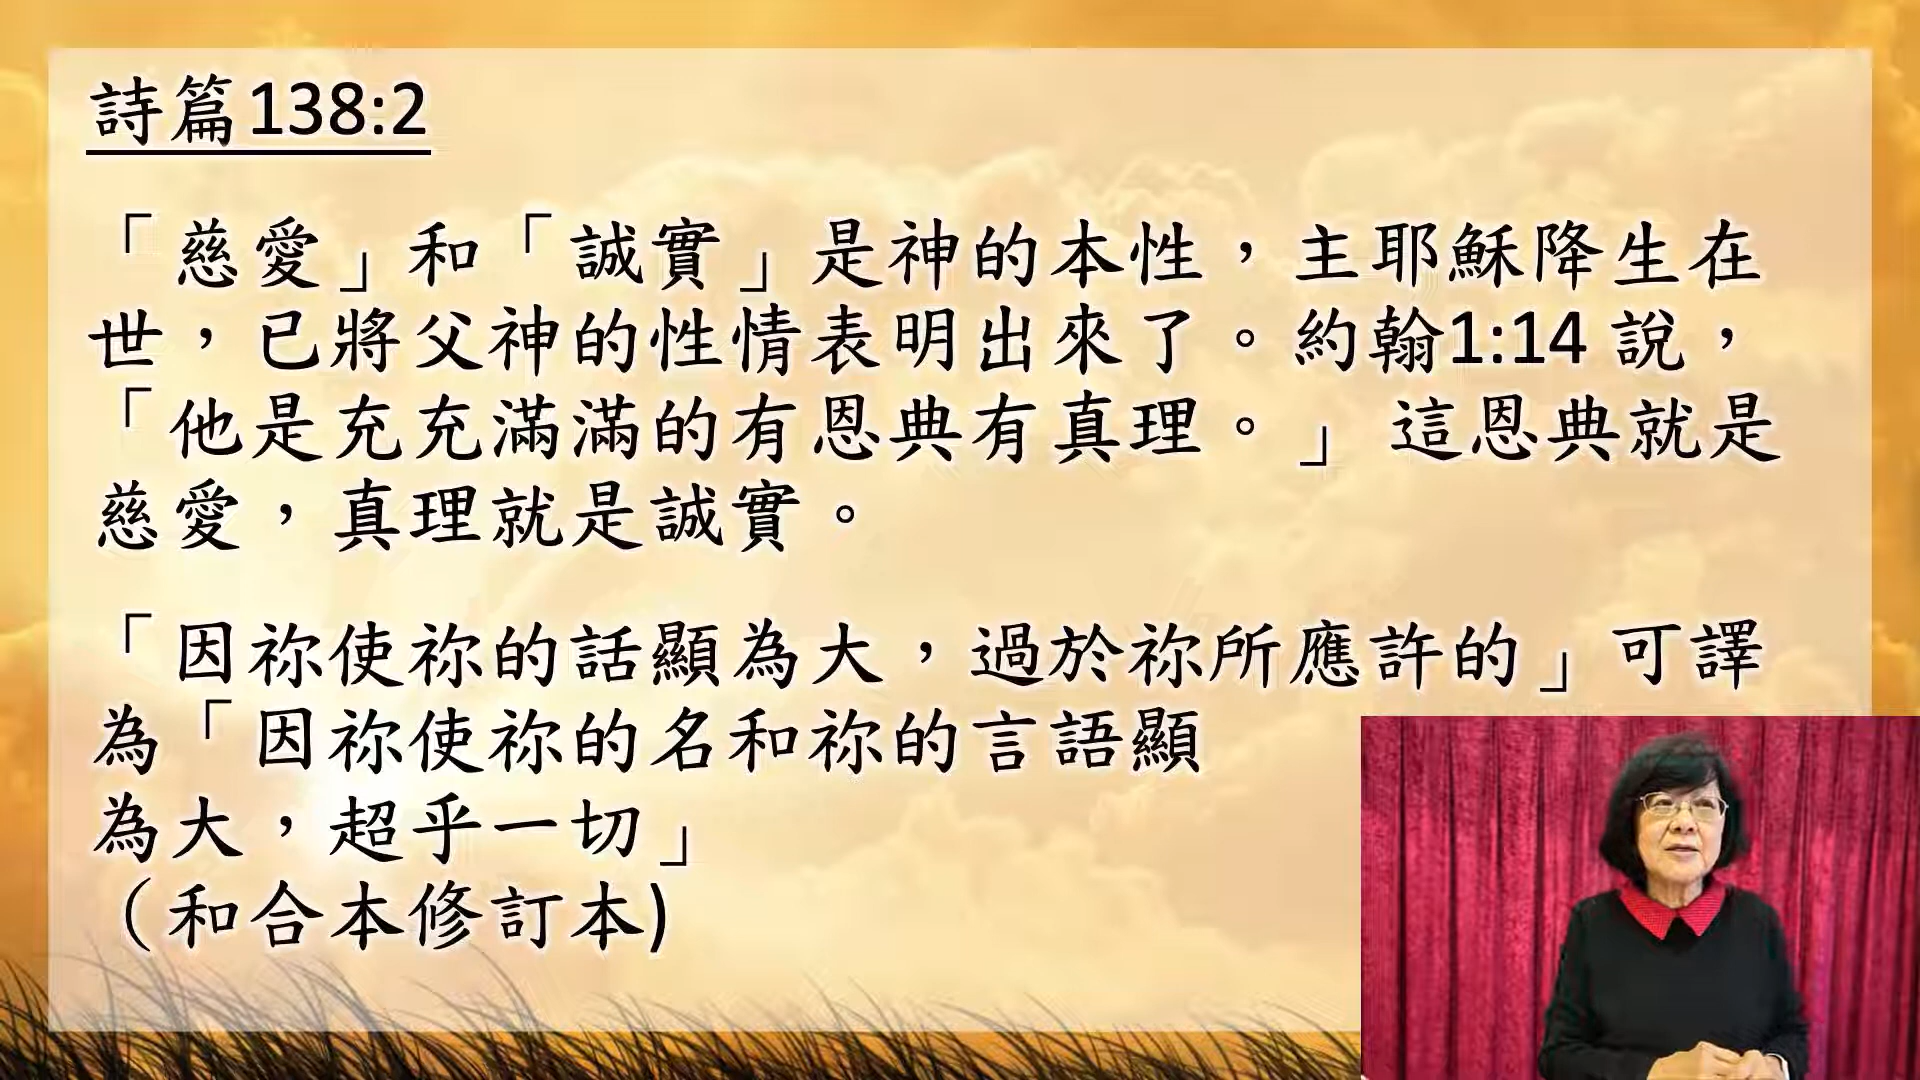 詩篇138:2
「慈愛」和「誠實」是神的本性，主耶穌降生在
世，已將父神的性情表明出來了。約翰1:14 說，
「他是充充滿滿的有恩典有真理。」這恩典就是
慈愛，真理就是誠實。
「因祢使祢的話顯為大，過於祢所應許的」可譯
為「因祢使祢的名和祢的言語顯
為大，超乎一切」
（和合本修訂本)